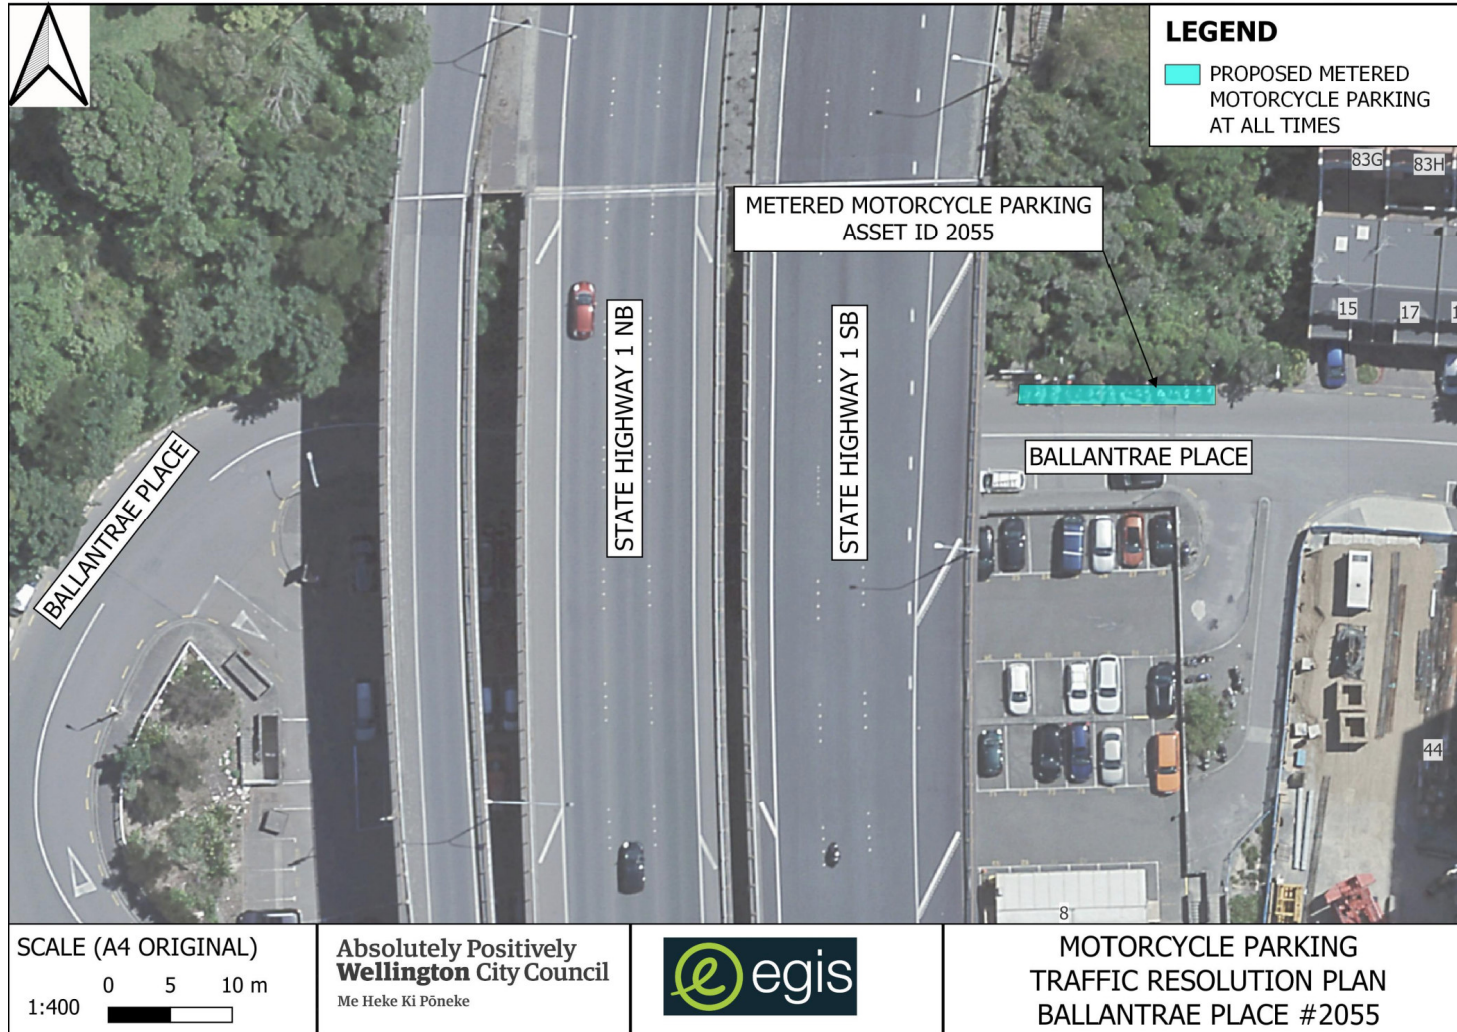 LEGEND
PROPOSED METERED
MOTORCYCLE PARKING
AT ALL TIMES
83G
83H
METERED MOTORCYCLE PARKING
ASSET ID 2055
15
17
1
STATE HIGHWAY 1 NB
STATE HIGHWAY 1 SB
BALLANTRAE PLACE
BALLANTRAE PLACE
44
8
SCALE (A4 ORIGINAL)
0 5 10 m
1:400
Absolutely Positively
Wellington City Council
Me Heke Ki Pōneke
e egis
MOTORCYCLE PARKING
TRAFFIC RESOLUTION PLAN
BALLANTRAE PLACE #2055